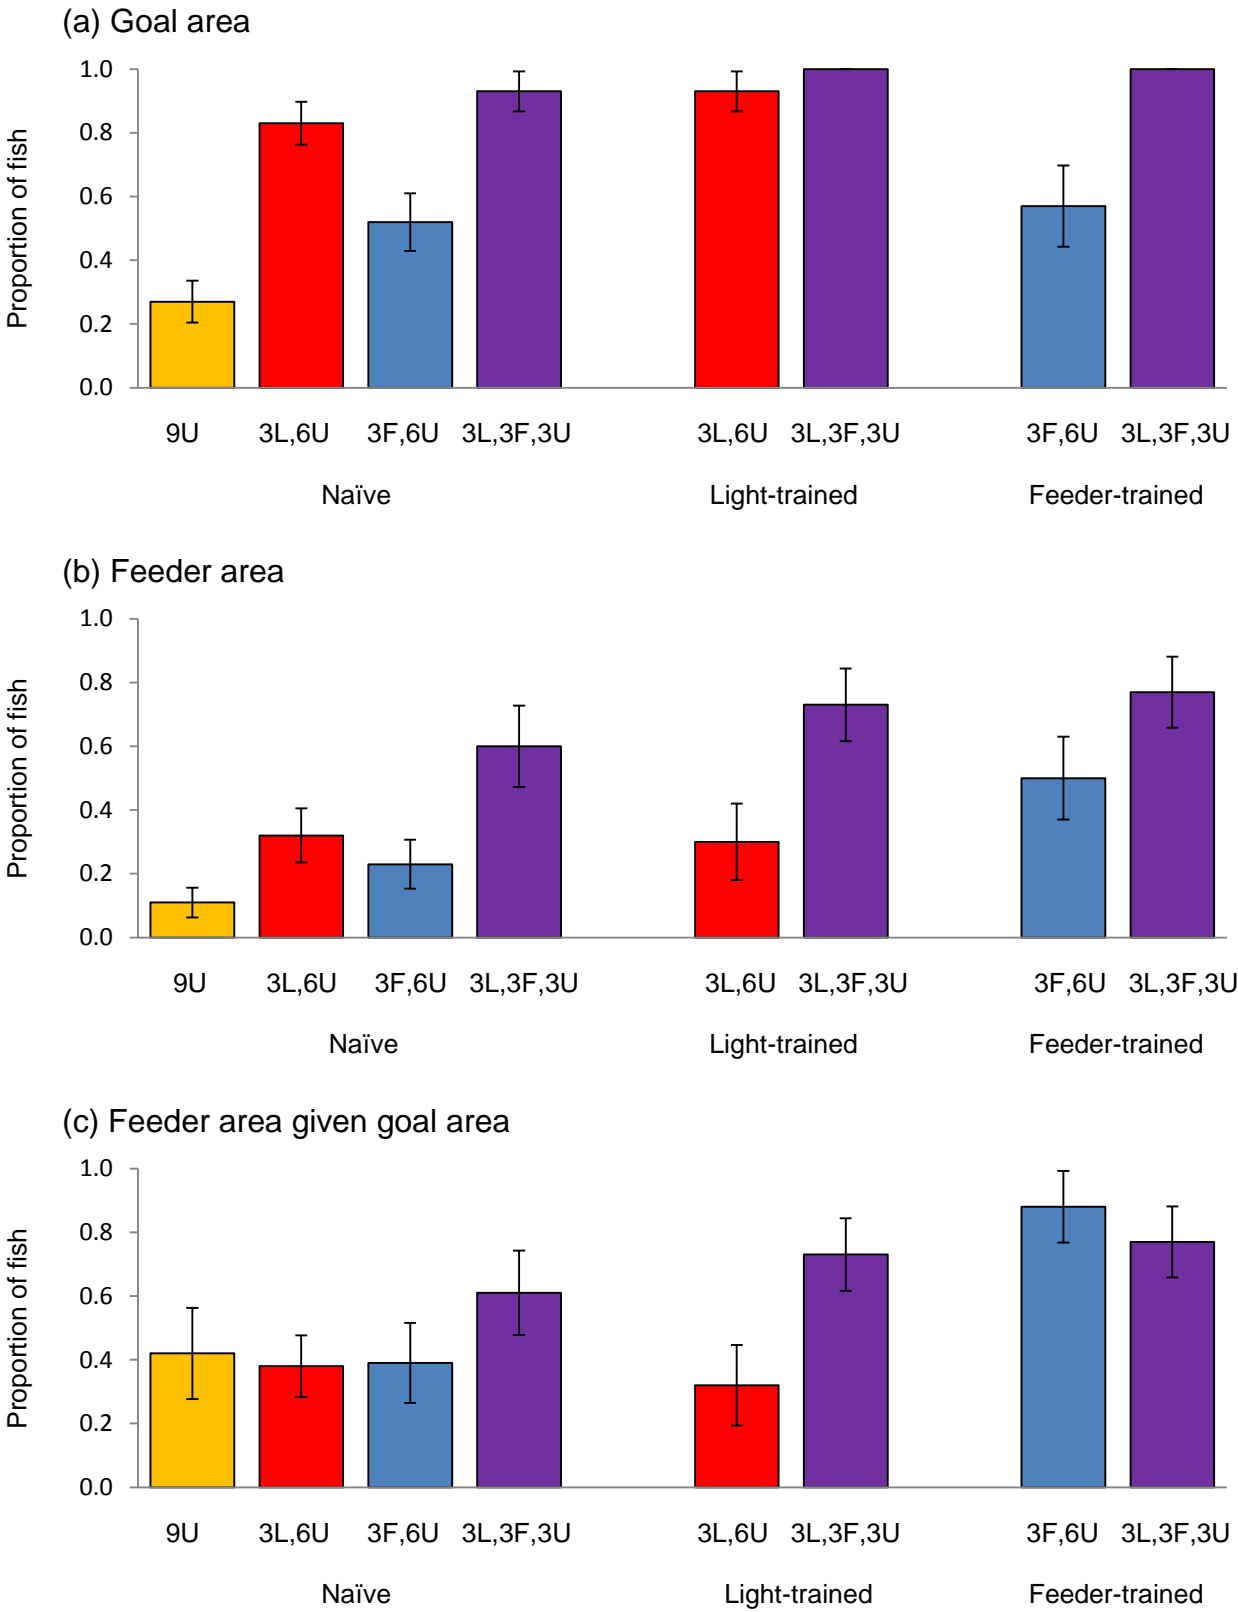 (a) Goal area
Proportion of fish
1.0
0.8
0.6
0.4
0.2
0.0
9U 3L,6U 3F,6U 3L,3F,3U 3L,6U 3L,3F,3U 3F,6U 3L,3F,3U
Naïve Light-trained Feeder-trained
(b) Feeder area
Proportion of fish
1.0
0.8
0.6
0.4
0.2
0.0
9U 3L,6U 3F,6U 3L,3F,3U 3L,6U 3L,3F,3U 3F,6U 3L,3F,3U
Naïve Light-trained Feeder-trained
(c) Feeder area given goal area
Proportion of fish
1.0
0.8
0.6
0.4
0.2
0.0
9U 3L,6U 3F,6U 3L,3F,3U 3L,6U 3L,3F,3U 3F,6U 3L,3F,3U
Naïve Light-trained Feeder-trained